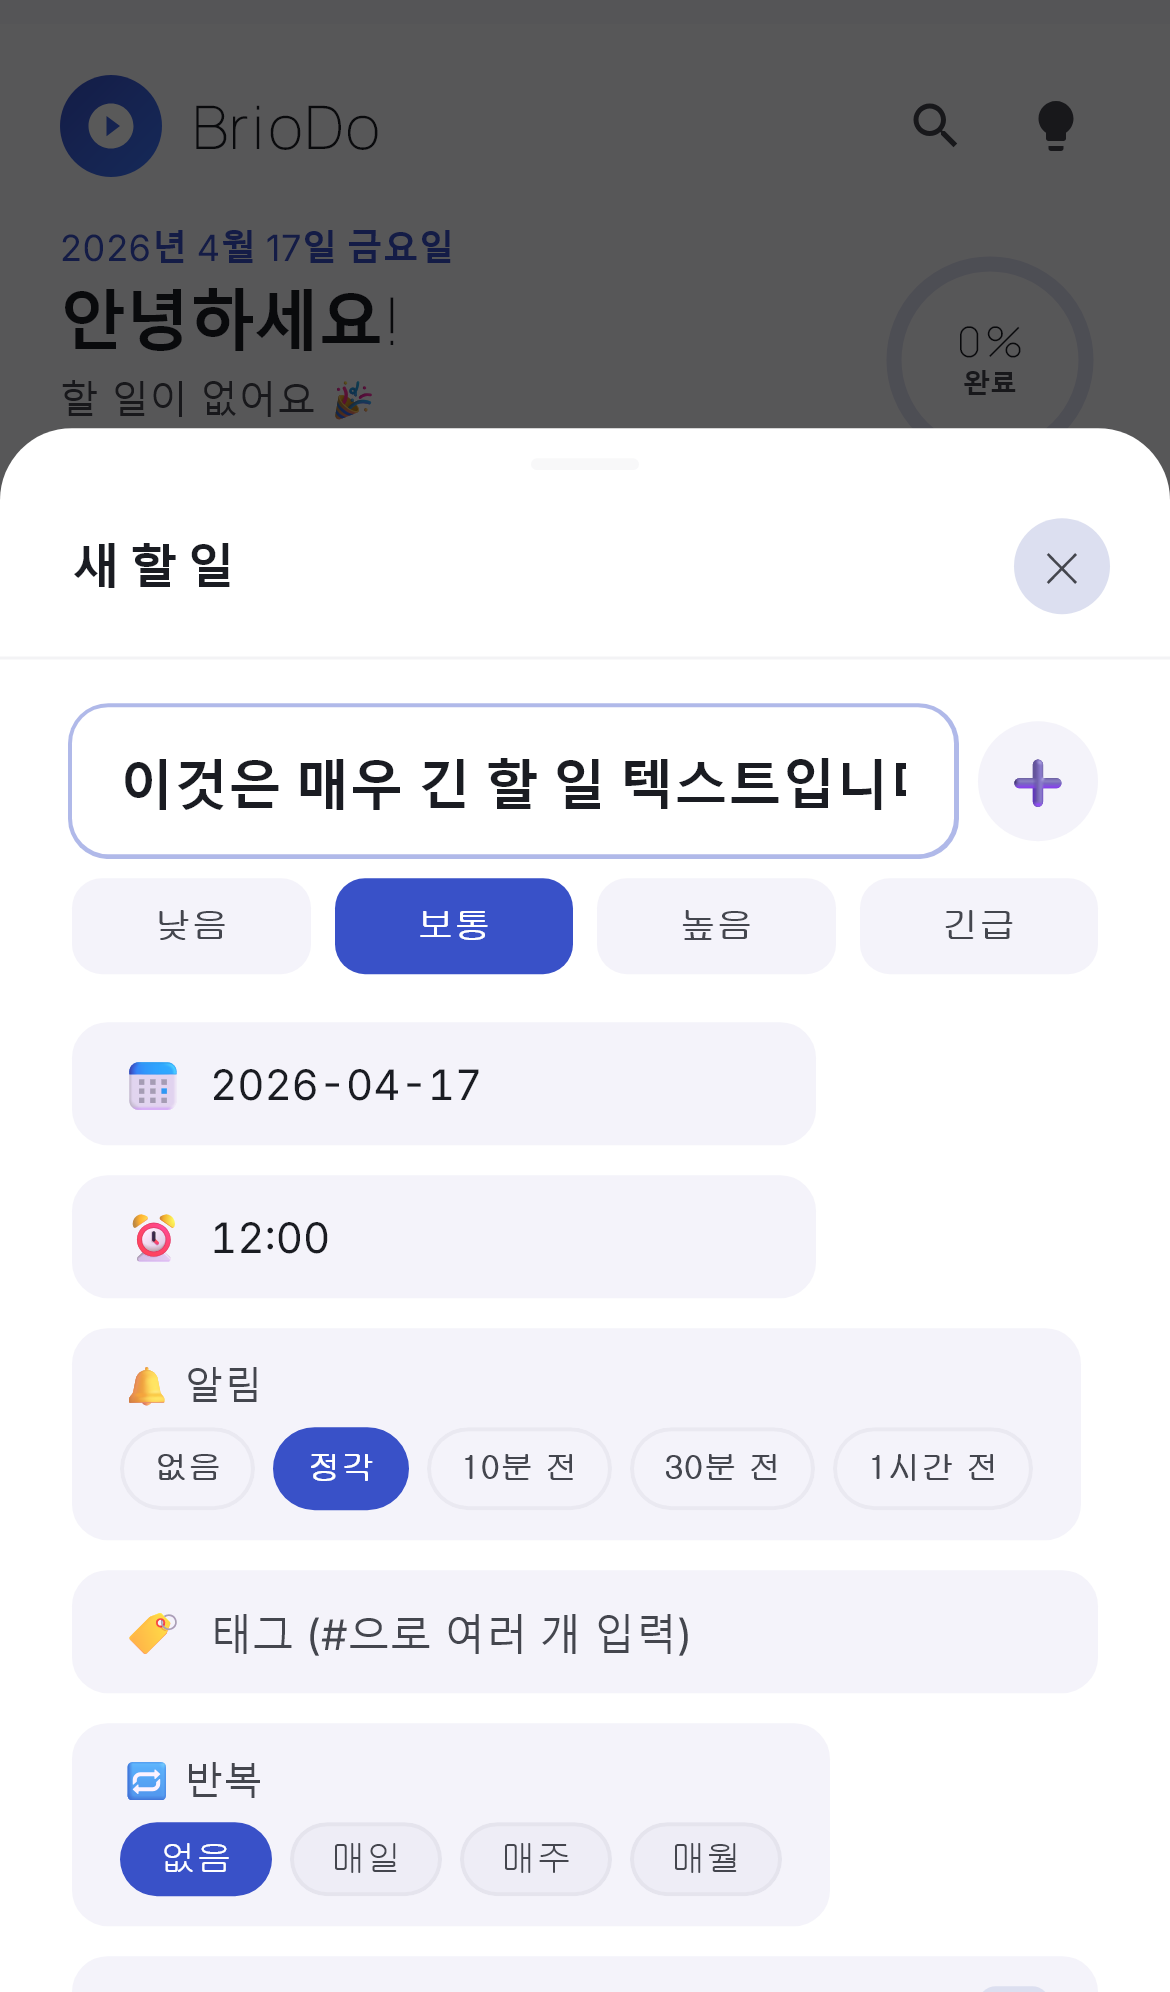 BrioDo
2026년 4월 17일 금요일
안녕하세요!
할 일이 없어요 🎉
0%
완료
새 할 일
이것은 매우 긴 할 일 텍스트입니
낮음 보통 높음 긴급
2026-04-17
12:00
알림
없음 정각 10분 전 30분 전 1시간 전
태그 (#으로 여러 개 입력)
반복
없음 매일 매주 매월